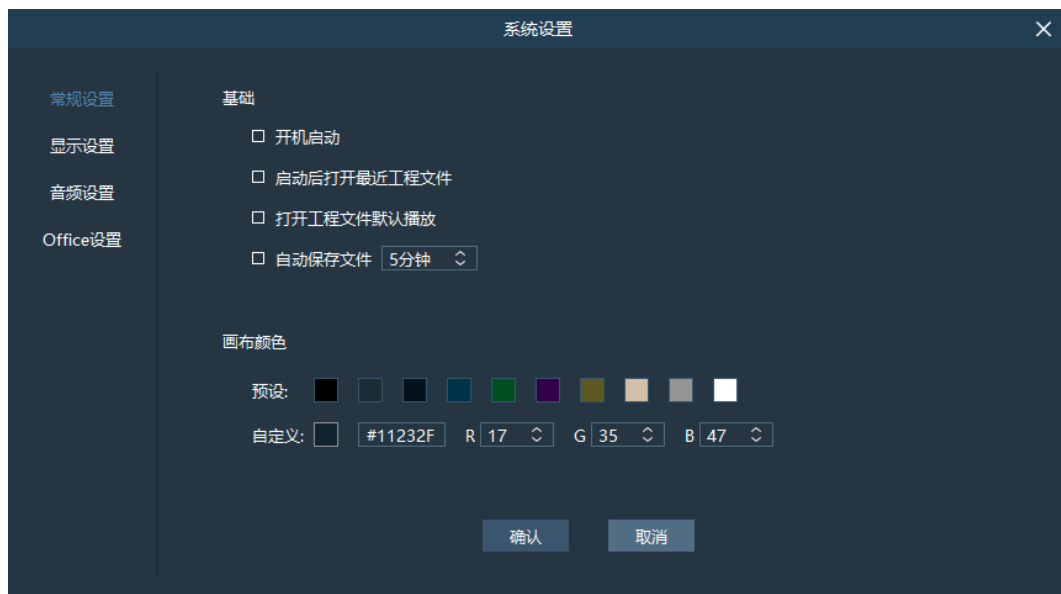 系统设置
常规设置
显示设置
音频设置
Office设置
基础
开机启动
启动后打开最近工程文件
打开工程文件默认播放
自动保存文件 5分钟
画布颜色
预设:
自定义: #11232F R 17 G 35 B 47
确认 取消